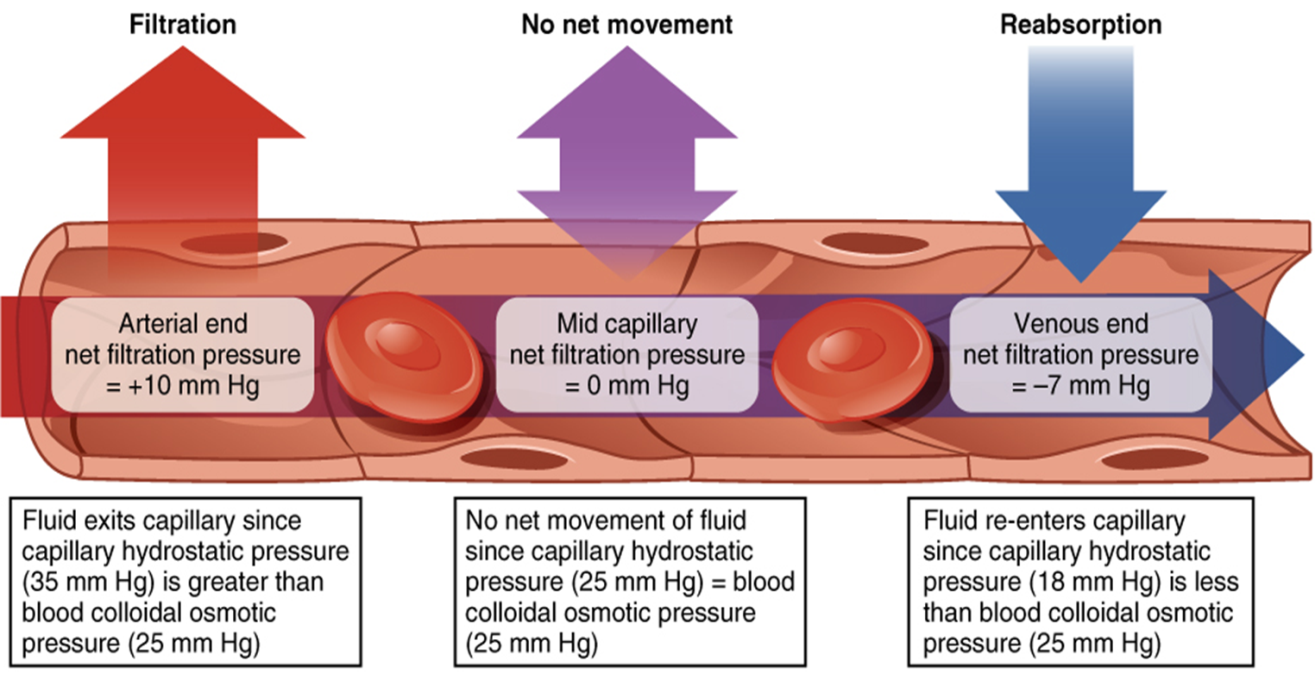 Filtration
No net movement
Reabsorption
Arterial end
net filtration pressure
= +10 mm Hg
Mid capillary
net filtration pressure
= 0 mm Hg
Venous end
net filtration pressure
= –7 mm Hg
Fluid exits capillary since
capillary hydrostatic pressure
(35 mm Hg) is greater than
blood colloidal osmotic
pressure (25 mm Hg)
No net movement of fluid
since capillary hydrostatic
pressure (25 mm Hg) = blood
colloidal osmotic pressure
(25 mm Hg)
Fluid re-enters capillary
since capillary hydrostatic
pressure (18 mm Hg) is less
than blood colloidal osmotic
pressure (25 mm Hg)